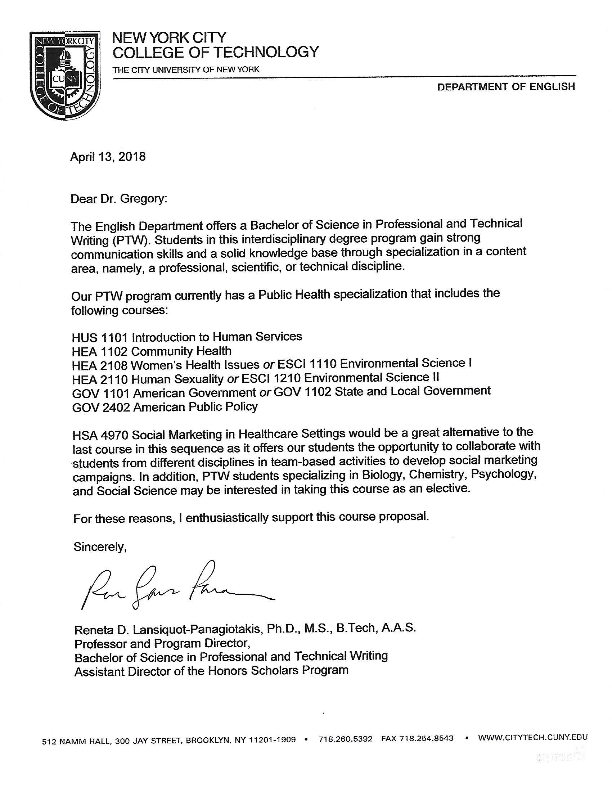 NEW YORK CITY
COLLEGE OF TECHNOLOGY
THE CITY UNIVERSITY OF NEW YORK
DEPARTMENT OF ENGLISH
NEW YORK CITY
COLLEGE OF TECHNOLOGY
CUNY
April 13, 2018
Dear Dr. Gregory:
The English Department offers a Bachelor of Science in Professional and Technical
Writing (PTW). Students in this interdisciplinary degree program gain strong
communication skills and a solid knowledge base through specialization in a content
area, namely, a professional, scientific, or technical discipline.
Our PTW program currently has a Public Health specialization that includes the
following courses:
HUS 1101 Introduction to Human Services
HEA 1102 Community Health
HEA 2108 Women's Health Issues or ESCI 1110 Environmental Science I
HEA 2110 Human Sexuality or ESCI 1210 Environmental Science II
GOV 1101 American Government or GOV 1102 State and Local Government
GOV 2402 American Public Policy
HSA 4970 Social Marketing in Healthcare Settings would be a great alternative to the
last course in this sequence as it offers our students the opportunity to collaborate with
students from different disciplines in team-based activities to develop social marketing
campaigns. In addition, PTW students specializing in Biology, Chemistry, Psychology,
and Social Science may be interested in taking this course as an elective.
For these reasons, I enthusiastically support this course proposal.
Sincerely,
Reneta D. Lansiquot-Panagiotakis, Ph.D., M.S., B.Tech, A.A.S.
Professor and Program Director,
Bachelor of Science in Professional and Technical Writing
Assistant Director of the Honors Scholars Program
512 NAMM HALL, 300 JAY STREET, BROOKLYN, NY 11201-1909 • 718.260.5392 FAX 718.254.8543 • WWW.CITYTECH.CUNY.EDU